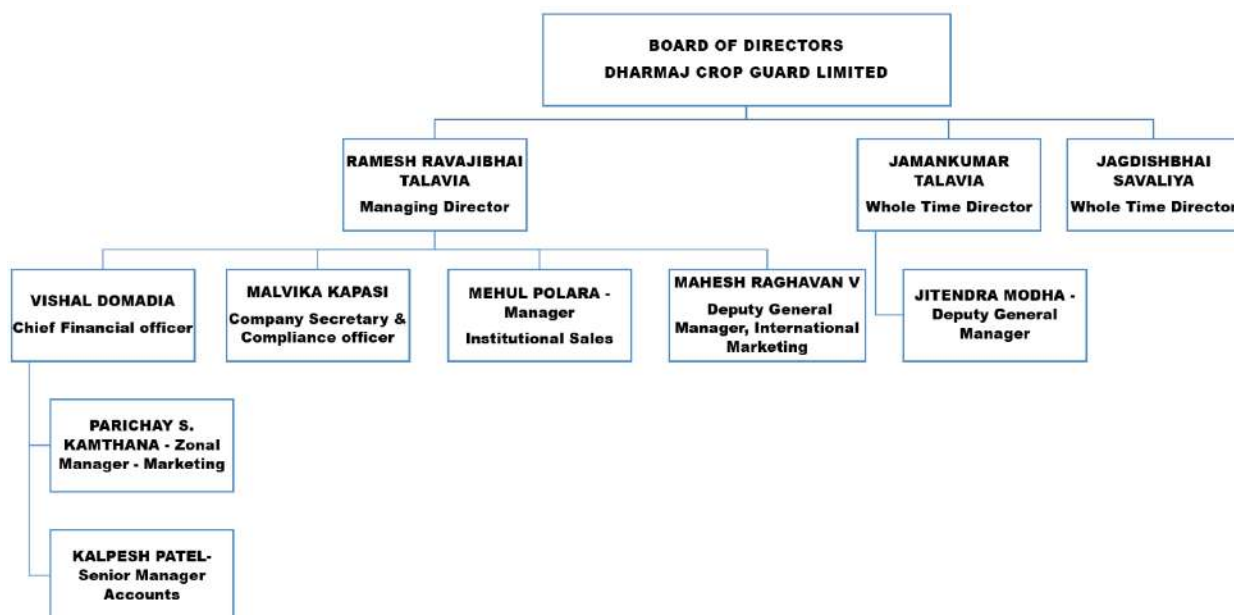 BOARD OF DIRECTORS
DHARMAJ CROP GUARD LIMITED
RAMESH RAVAJIBHAI
TALAVIA
Managing Director
JAMANKUMAR
TALAVIA
Whole Time Director
JAGDISHBHAI
SAVALIYA
Whole Time Director
VISHAL DOMADIA
Chief Financial officer
MALVIKA KAPASI
Company Secretary &
Compliance officer
MEHUL POLARA -
Manager
Institutional Sales
MAHESH RAGHAVAN V
Deputy General
Manager, International
Marketing
JITENDRA MODHA -
Deputy General
Manager
PARICHAY S.
KAMTHANA - Zonal
Manager - Marketing
KALPESH PATEL-
Senior Manager
Accounts